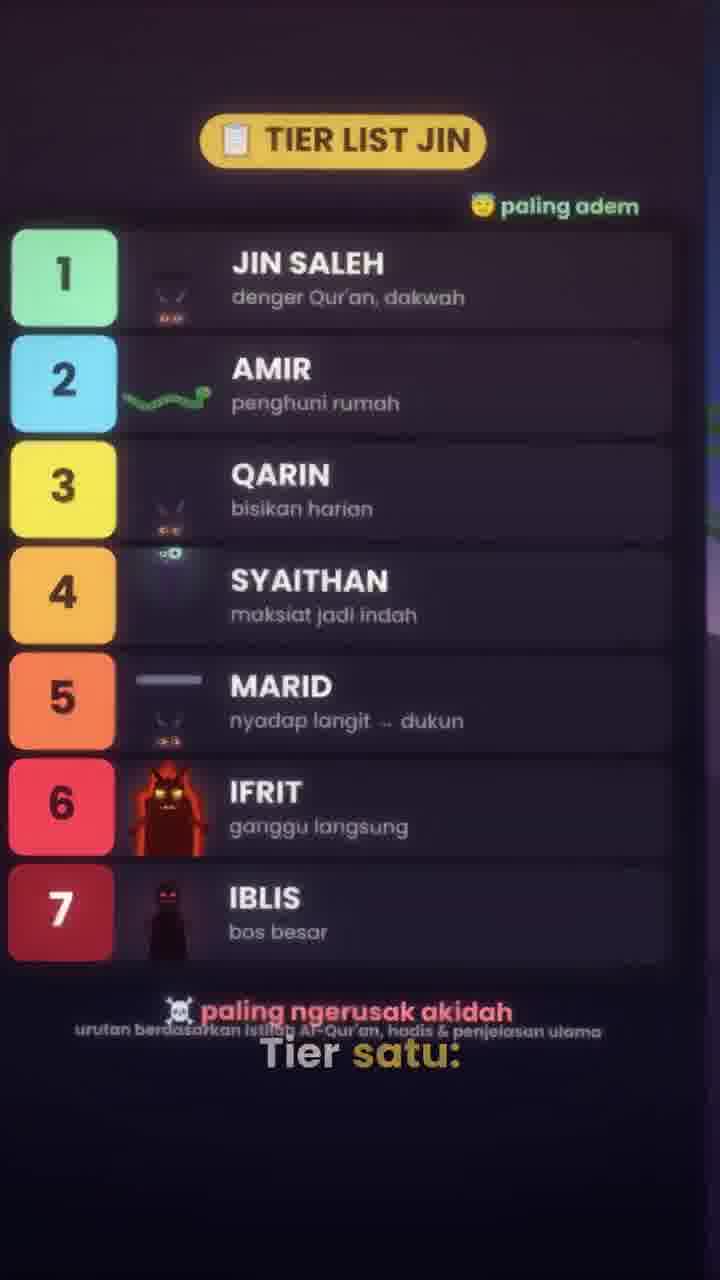 📋 TIER LIST JIN
😇 paling adem
1
JIN SALEH
denger Qur'an, dakwah
2
AMIR
penghuni rumah
3
QARIN
bisikan harian
4
SYAITHAN
maksiat jadi indah
5
MARID
nyadap langit → dukun
6
IFRIT
ganggu langsung
7
IBLIS
bos besar
☠️ paling ngerusak akidah
urutan berdasarkan istilah Al-Qur'an, hadis & penjelasan ulama
Tier satu: